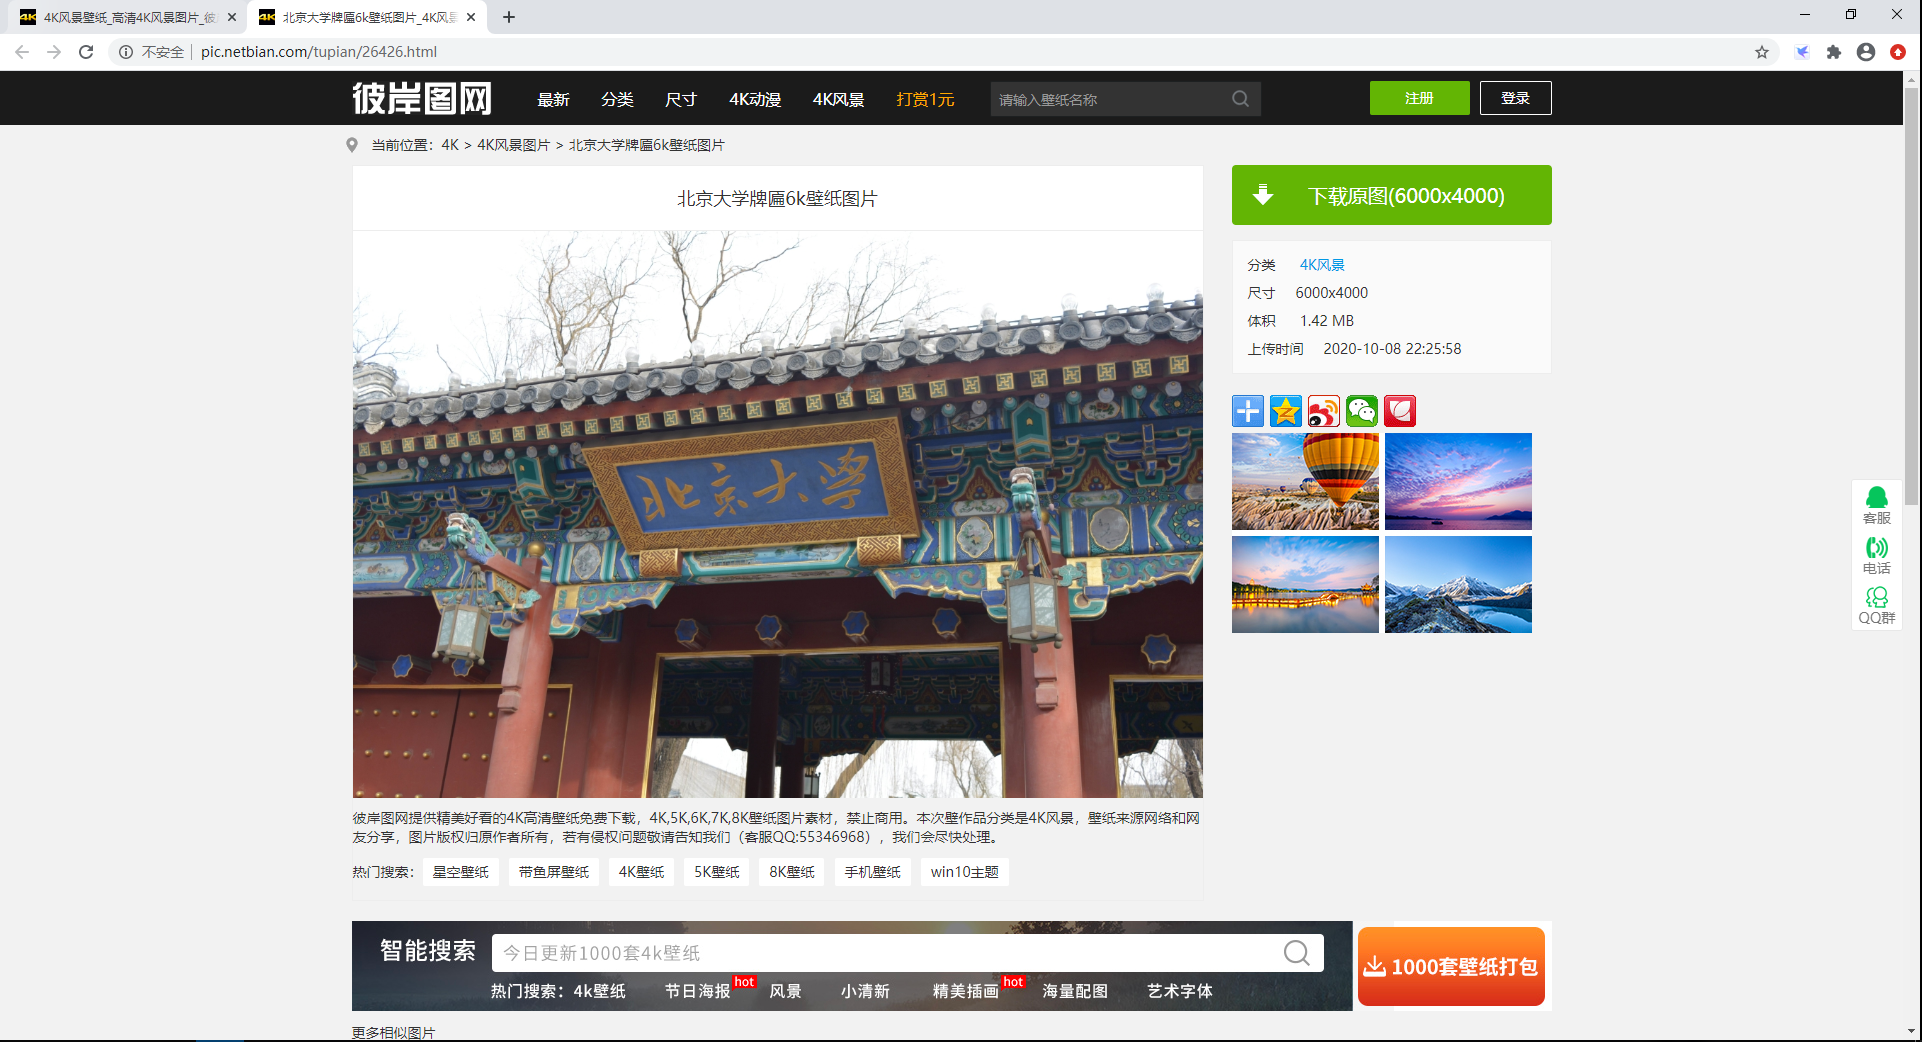 4K风景壁纸_高清4K风景图片_彼
北京大学牌匾6k壁纸图片_4K风景
不安全 pic.netbian.com/tupian/26426.html
彼岸图网 最新 分类 尺寸 4K动漫 4K风景 打赏1元 请输入壁纸名称 注册 登录
当前位置：4K > 4K风景图片 > 北京大学牌匾6k壁纸图片
北京大学牌匾6k壁纸图片
北京大學
彼岸图网提供精美好看的4K高清壁纸免费下载，4K,5K,6K,7K,8K壁纸图片素材，禁止商用。本次壁作品分类是4K风景，壁纸来源网络和网
友分享，图片版权归原作者所有，若有侵权问题敬请告知我们（客服QQ:55346968），我们会尽快处理。
热门搜索： 星空壁纸 带鱼屏壁纸 4K壁纸 5K壁纸 8K壁纸 手机壁纸 win10主题
下载原图(6000x4000)
分类 4K风景
尺寸 6000x4000
体积 1.42 MB
上传时间 2020-10-08 22:25:58
客服
电话
QQ群
智能搜索 今日更新1000套4k壁纸
热门搜索：4k壁纸 节日海报 hot 风景 小清新 精美插画 hot 海量配图 艺术字体
1000套壁纸打包
更多相似图片